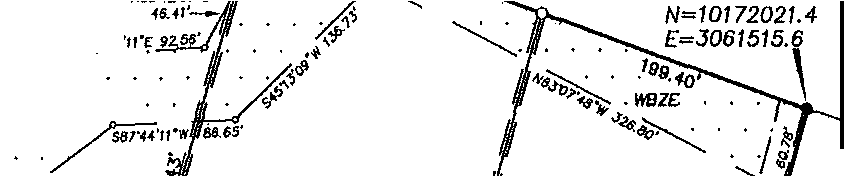 46.41'
'11"E 92.56'
S45°13'09"W 136.73'
S87°44'11"W 88.65'
N=10172021.4
E=3061515.6
199.40'
N63°07'48"W 326.80'
WBZE
60.78'